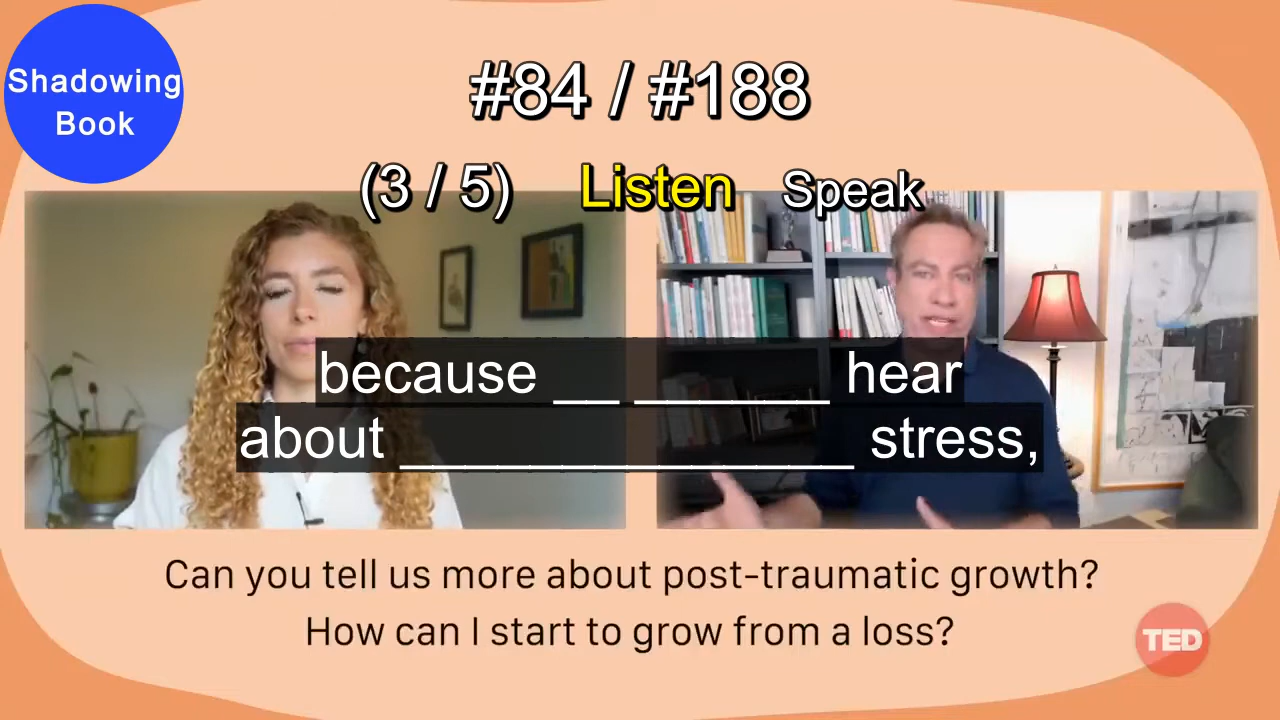 Shadowing
Book
#84 / #188
(3 / 5) Listen Speak
because __ ______ hear
about ______________ stress,
Can you tell us more about post-traumatic growth?
How can I start to grow from a loss?
TED